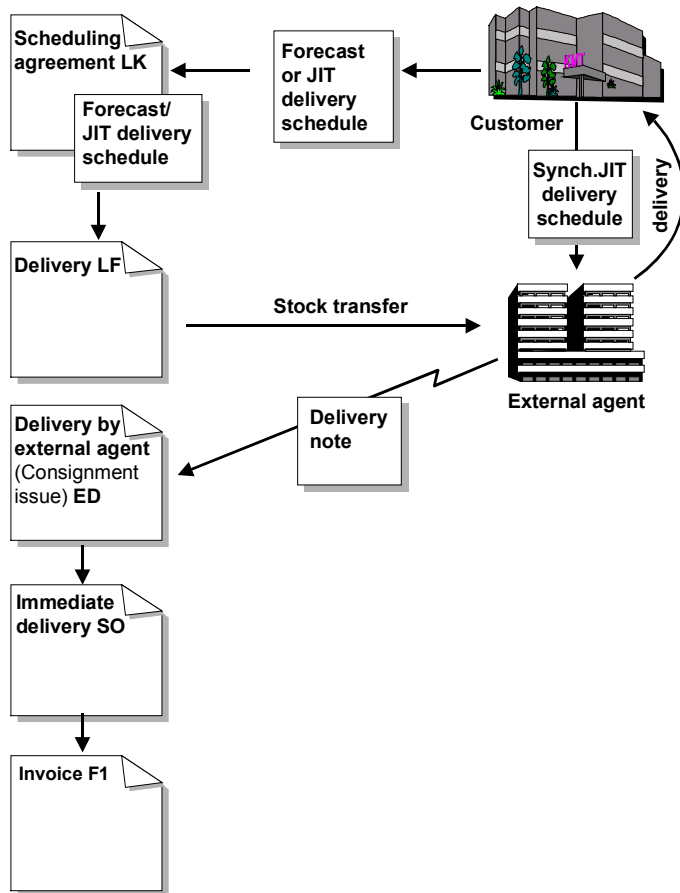 Scheduling
agreement LK
Forecast/
JIT delivery
schedule
Forecast
or JIT
delivery
schedule
Customer
Synch.JIT
delivery
schedule
delivery
Delivery LF
Stock transfer
External agent
Delivery by
external agent
(Consignment
issue) ED
Delivery
note
Immediate
delivery SO
Invoice F1